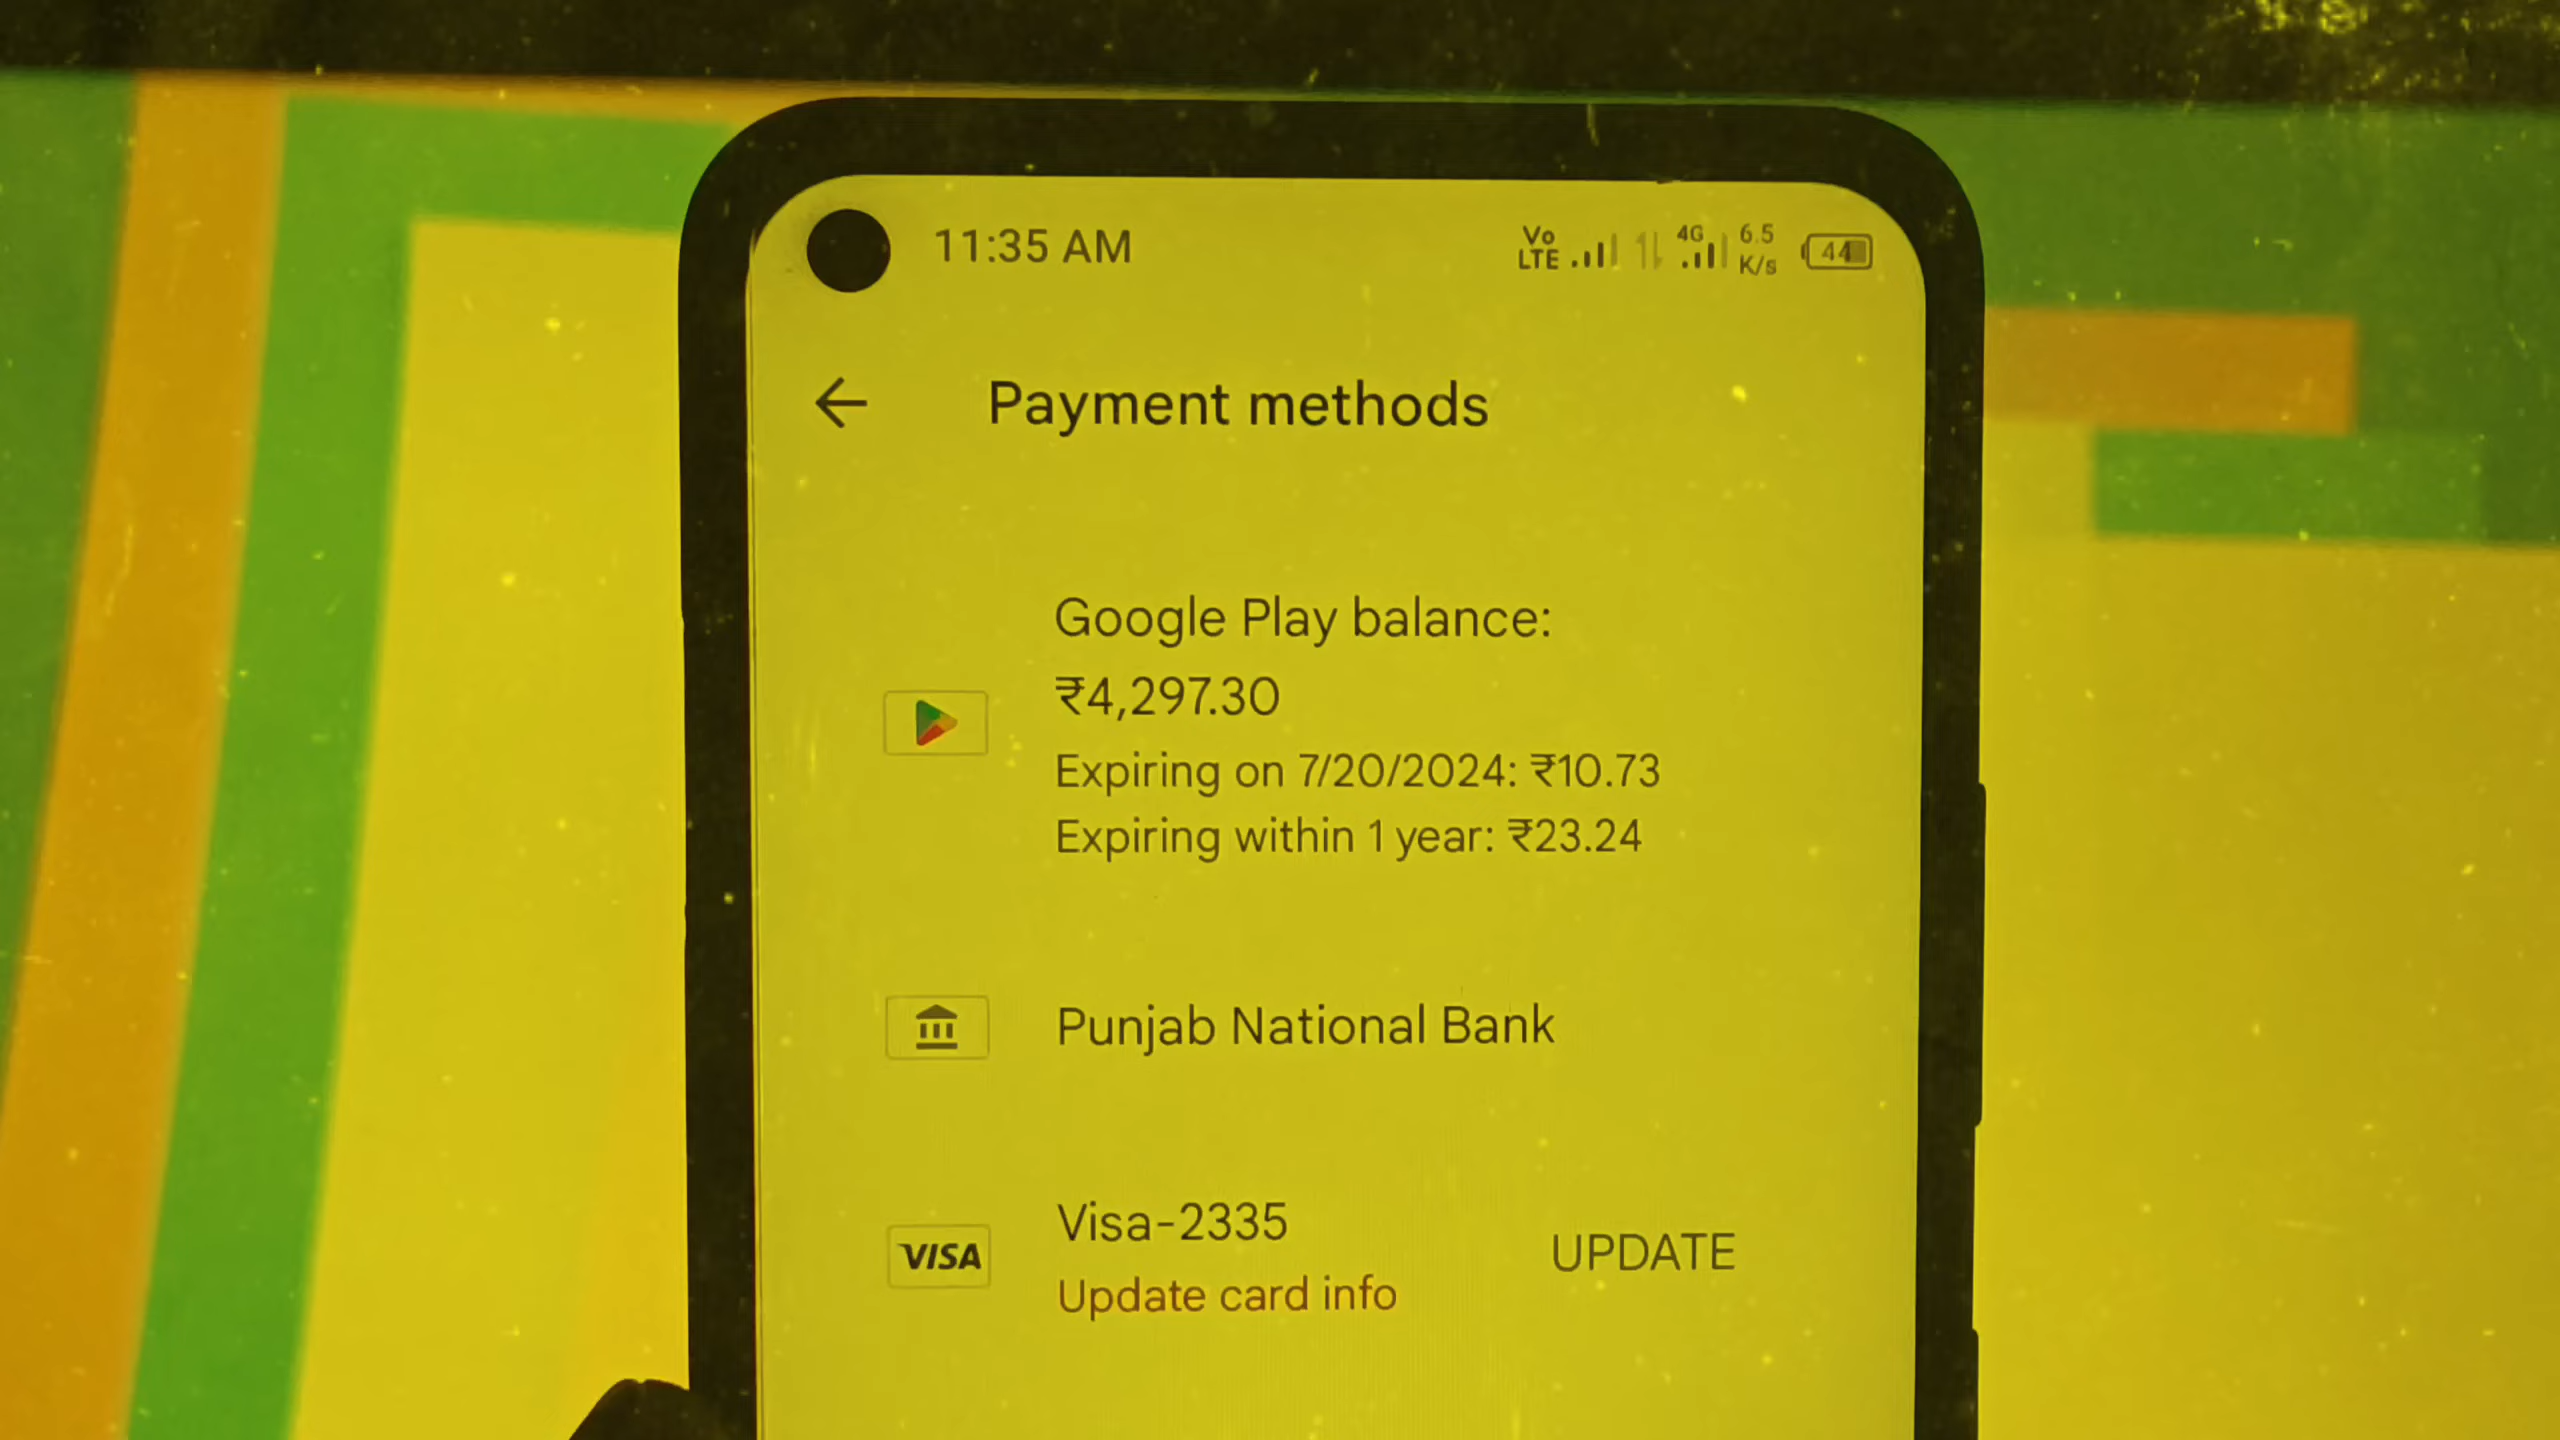 11:35 AM Vo LTE 4G 6.5 K/s 44
Payment methods
Google Play balance:
₹4,297.30
Expiring on 7/20/2024: ₹10.73
Expiring within 1 year: ₹23.24
Punjab National Bank
VISA Visa-2335 UPDATE
Update card info